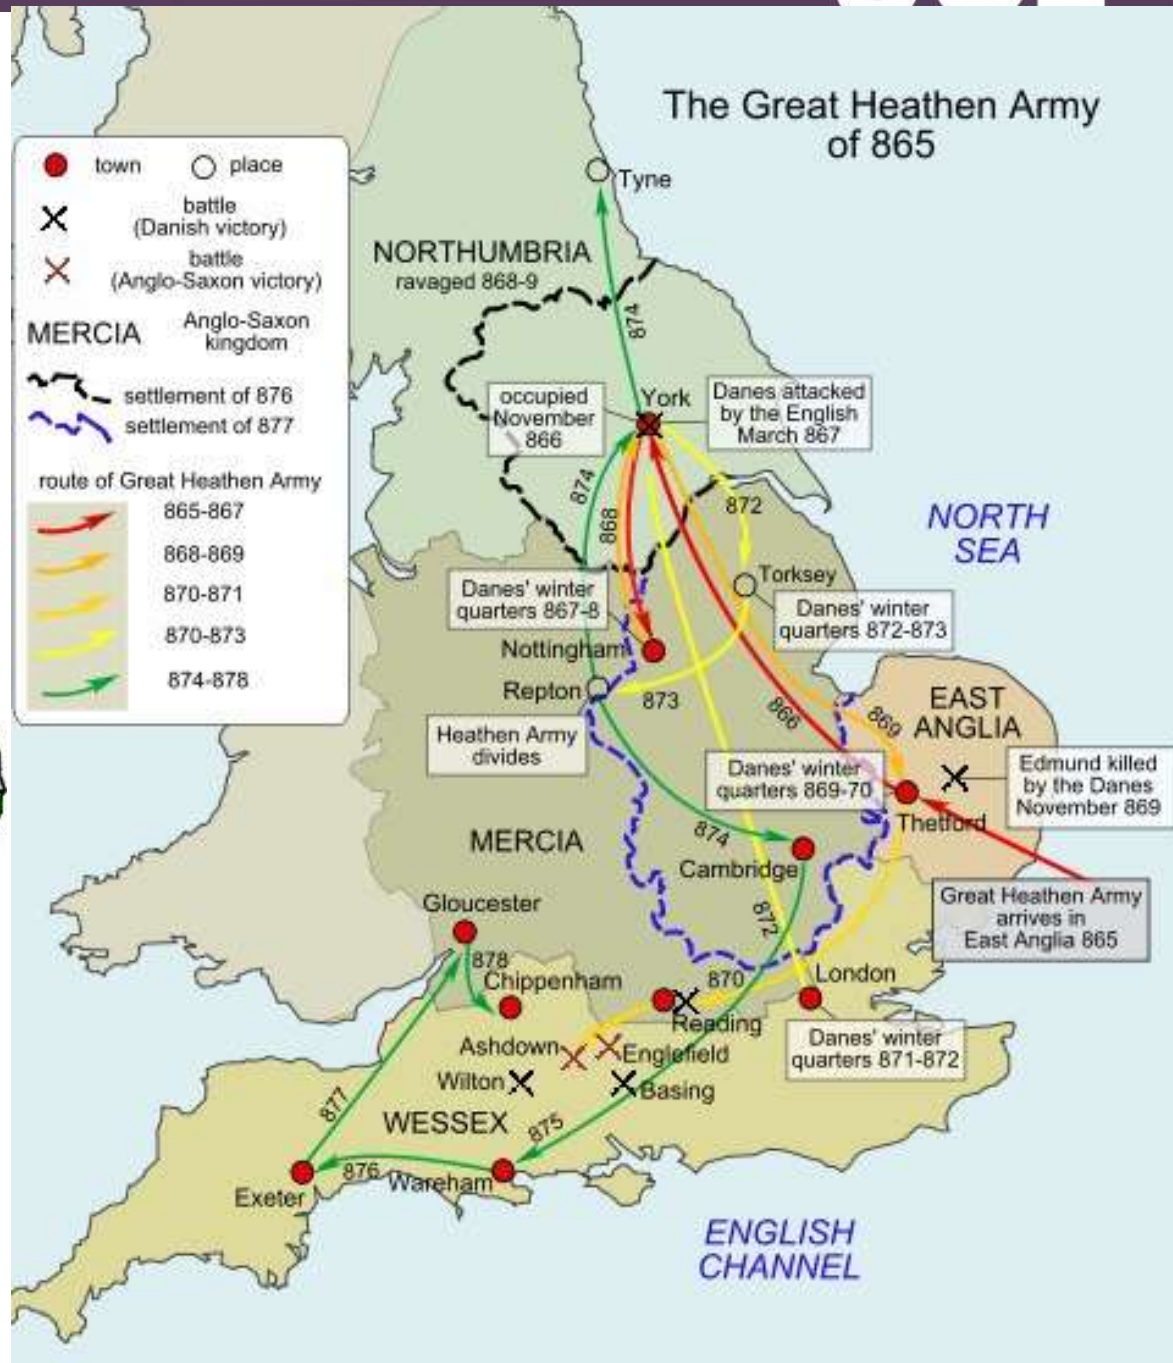 The Great Heathen Army
of 865
town
place
battle
(Danish victory)
battle
(Anglo-Saxon victory)
MERCIA
Anglo-Saxon
kingdom
settlement of 876
settlement of 877
route of Great Heathen Army
865-867
868-869
870-871
870-873
874-878
Tyne
NORTHUMBRIA
ravaged 868-9
874
occupied
November
866
York
Danes attacked
by the English
March 867
874
868
872
NORTH
SEA
Torksey
Danes' winter
quarters 867-8
Danes' winter
quarters 872-873
Nottingham
Repton
873
866
869
EAST
ANGLIA
Heathen Army
divides
Danes' winter
quarters 869-70
Edmund killed
by the Danes
November 869
Thetford
MERCIA
874
Cambridge
Gloucester
872
Great Heathen Army
arrives in
East Anglia 865
878
Chippenham
870
London
Reading
Ashdown
Englefield
Danes' winter
quarters 871-872
Wilton
Basing
877
WESSEX
875
876
Wareham
Exeter
ENGLISH
CHANNEL